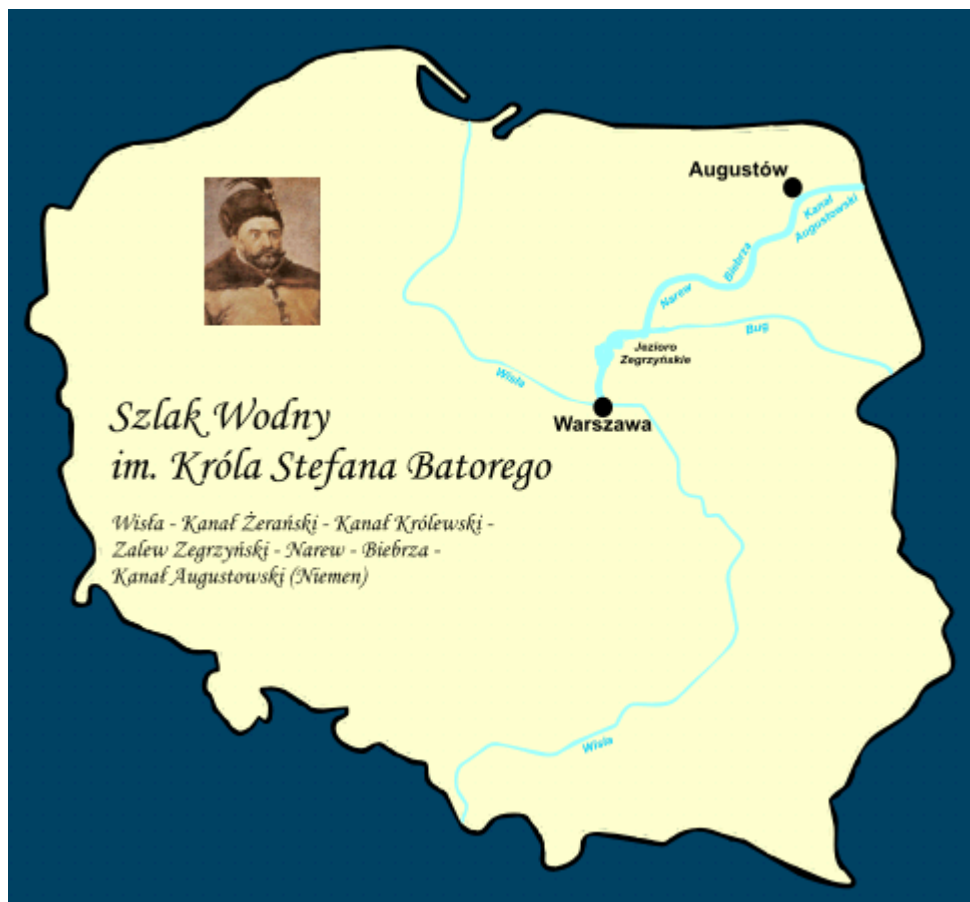 Augustów
Kanał
Augustowski
Biebrza
Narew
Bug
Jezioro
Zegrzyńskie
Wisła
Warszawa
Szlak Wodny
im. Króla Stefana Batorego
Wisła - Kanał Żerański - Kanał Królewski -
Zalew Zegrzyński - Narew - Biebrza -
Kanał Augustowski (Niemen)
Wisła